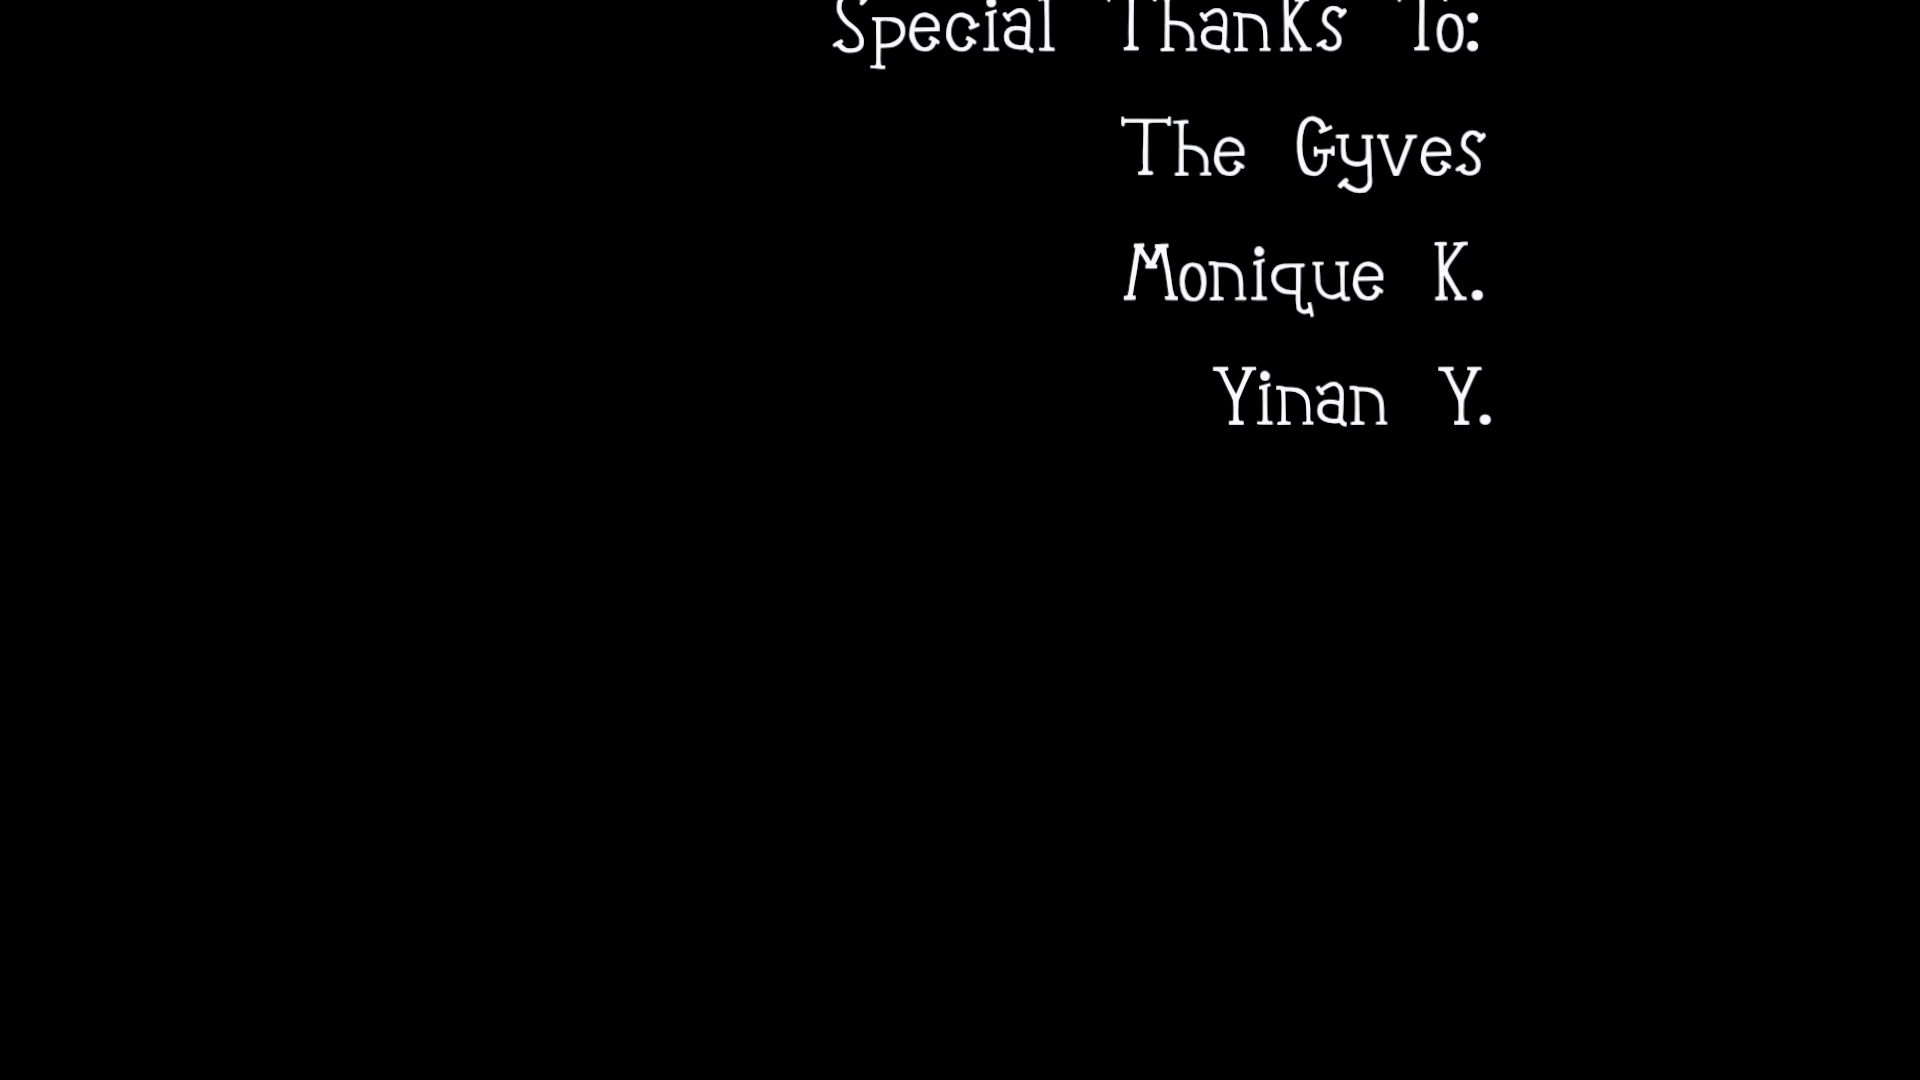 Special Thanks To:
The Gyves
Monique K.
Yinan Y.